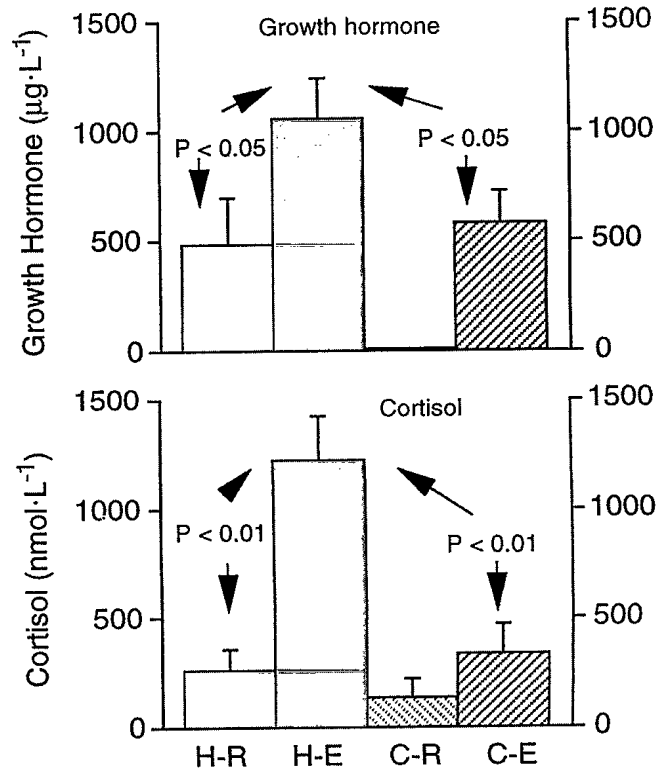 Growth hormone
Growth Hormone (µg·L⁻¹)
1500
1000
500
0
P < 0.05
P < 0.05
1500
1000
500
0
Cortisol
Cortisol (nmol·L⁻¹)
1500
1000
500
0
P < 0.01
P < 0.01
1500
1000
500
0
H-R H-E C-R C-E